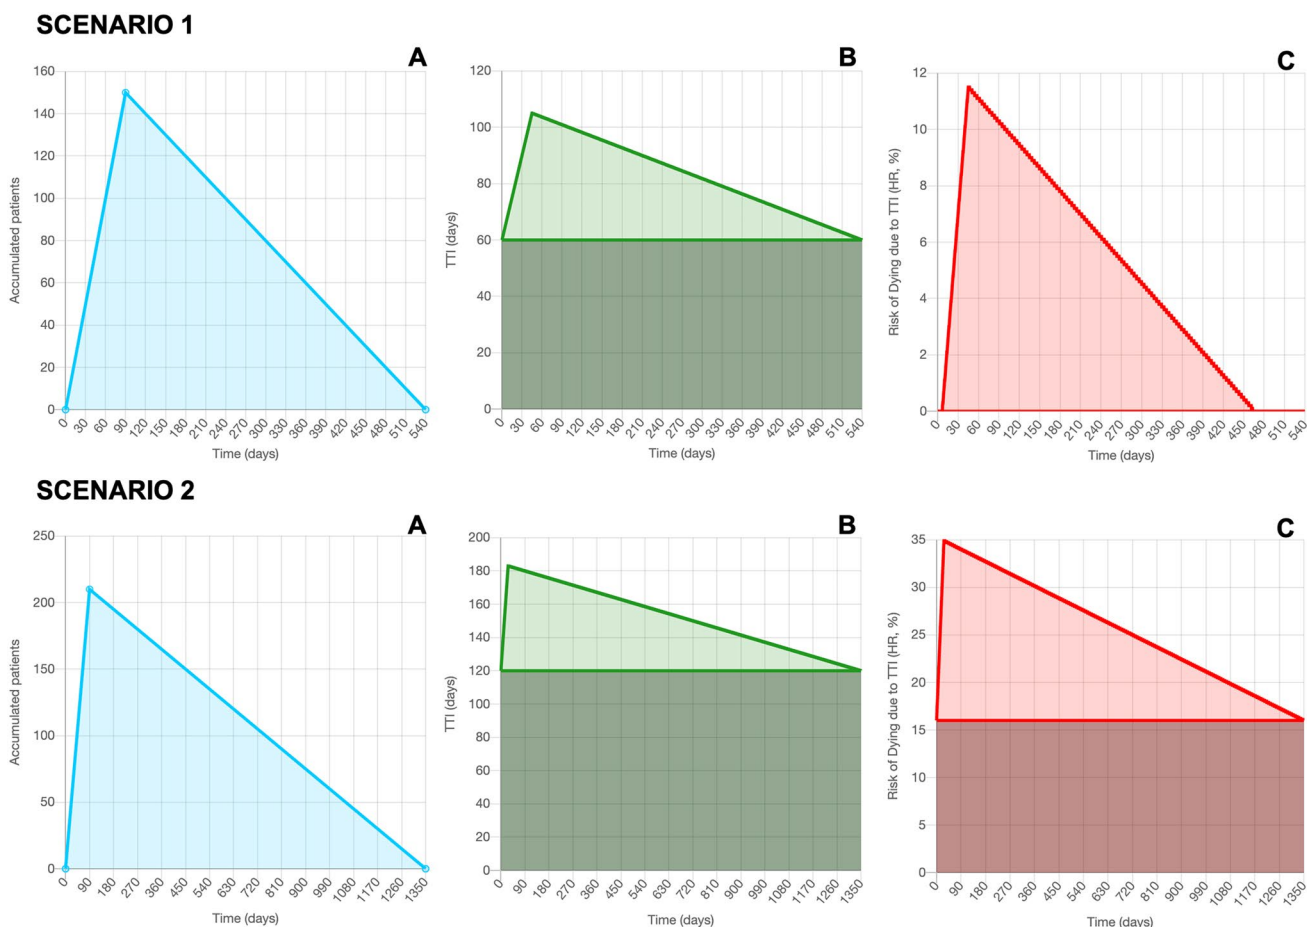 SCENARIO 1
A
160
140
120
100
80
60
40
20
0
Accumulated patients
0 30 60 90 120 150 180 210 240 270 300 330 360 390 420 450 480 510 540
Time (days)
B
120
100
80
60
40
20
0
TTI (days)
0 30 60 90 120 150 180 210 240 270 300 330 360 390 420 450 480 510 540
Time (days)
C
12
10
8
6
4
2
0
Risk of Dying due to TTI (HR, %)
0 30 60 90 120 150 180 210 240 270 300 330 360 390 420 450 480 510 540
Time (days)
SCENARIO 2
A
250
200
150
100
50
0
Accumulated patients
0 90 180 270 360 450 540 630 720 810 900 990 1080 1170 1260 1350
Time (days)
B
200
180
160
140
120
100
80
60
40
20
0
TTI (days)
0 90 180 270 360 450 540 630 720 810 900 990 1080 1170 1260 1350
Time (days)
C
35
30
25
20
15
10
5
0
Risk of Dying due to TTI (HR, %)
0 90 180 270 360 450 540 630 720 810 900 990 1080 1170 1260 1350
Time (days)